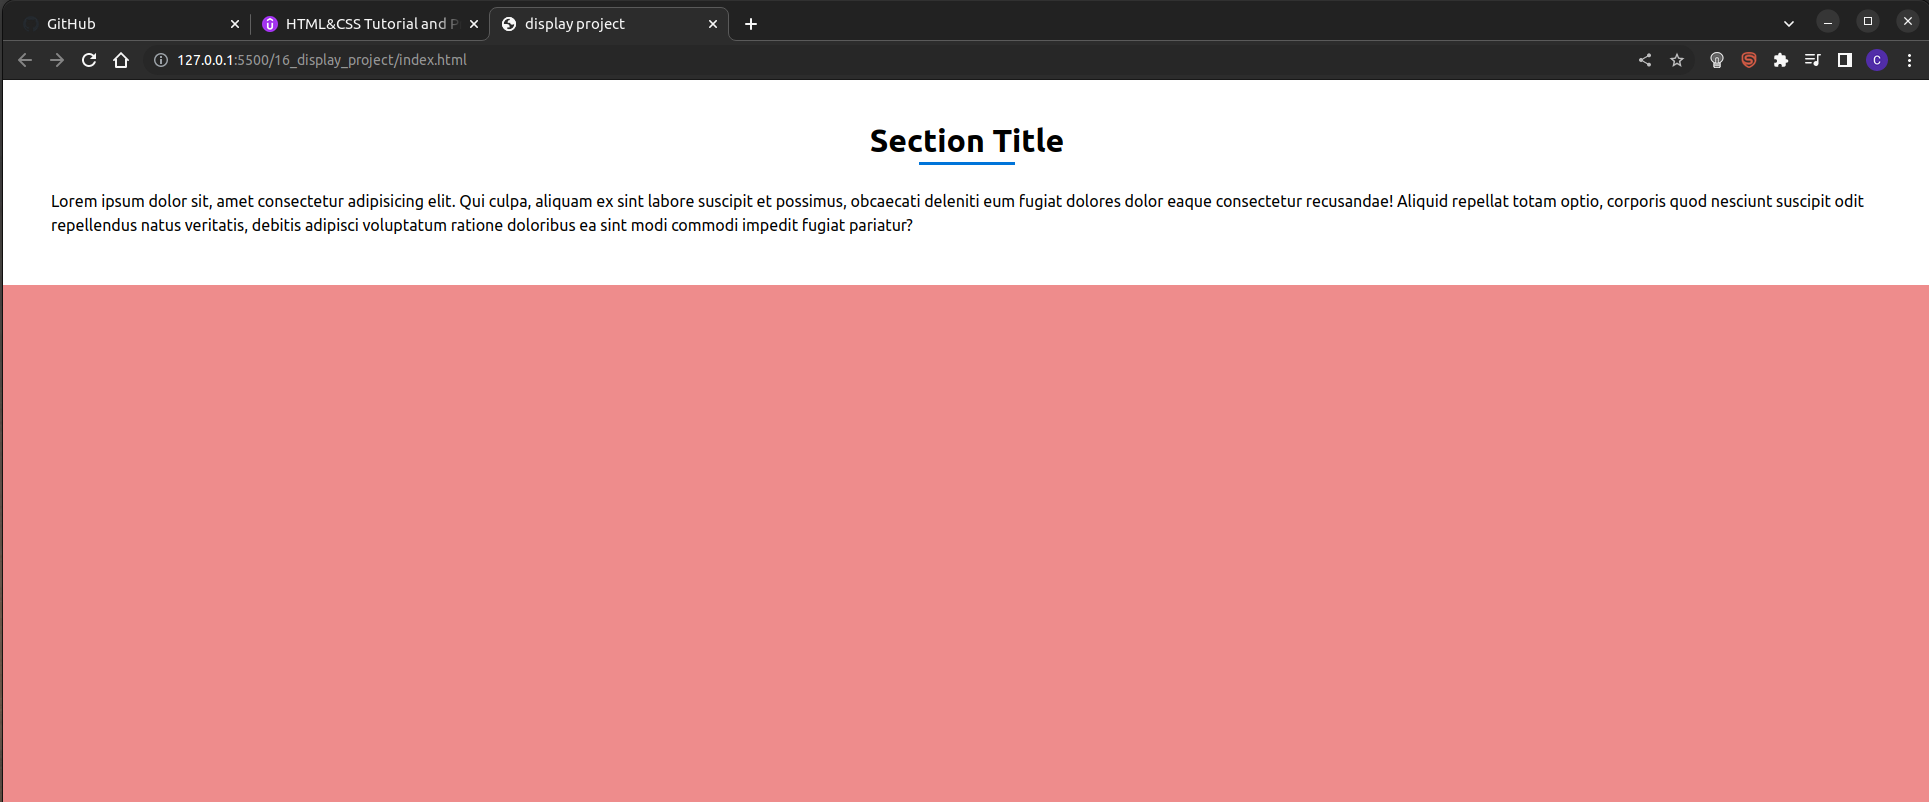 GitHub
HTML&CSS Tutorial and P
display project
127.0.0.1:5500/16_display_project/index.html
C
Section Title
Lorem ipsum dolor sit, amet consectetur adipisicing elit. Qui culpa, aliquam ex sint labore suscipit et possimus, obcaecati deleniti eum fugiat dolores dolor eaque consectetur recusandae! Aliquid repellat totam optio, corporis quod nesciunt suscipit odit
repellendus natus veritatis, debitis adipisci voluptatum ratione doloribus ea sint modi commodi impedit fugiat pariatur?